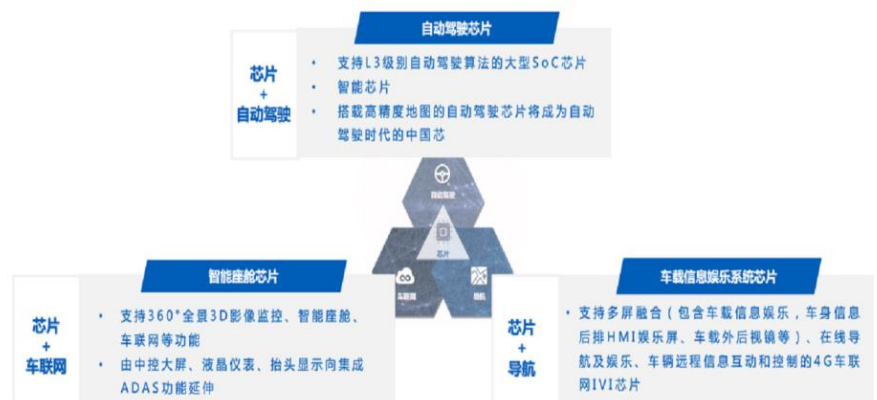 自动驾驶芯片
芯片
+
自动驾驶
• 支持L3级别自动驾驶算法的大型SoC芯片
• 智能芯片
• 搭载高精度地图的自动驾驶芯片将成为自动
驾驶时代的中国芯
自动驾驶
芯片
车联网
导航
智能座舱芯片
芯片
+
车联网
• 支持360°全景3D影像监控、智能座舱、
车联网等功能
• 由中控大屏、液晶仪表、抬头显示向集成
ADAS功能延伸
车载信息娱乐系统芯片
芯片
+
导航
• 支持多屏融合（包含车载信息娱乐，车身信息
后排HMI娱乐屏、车载外后视镜等）、在线导
航及娱乐、车辆远程信息互动和控制的4G车联
网IVI芯片